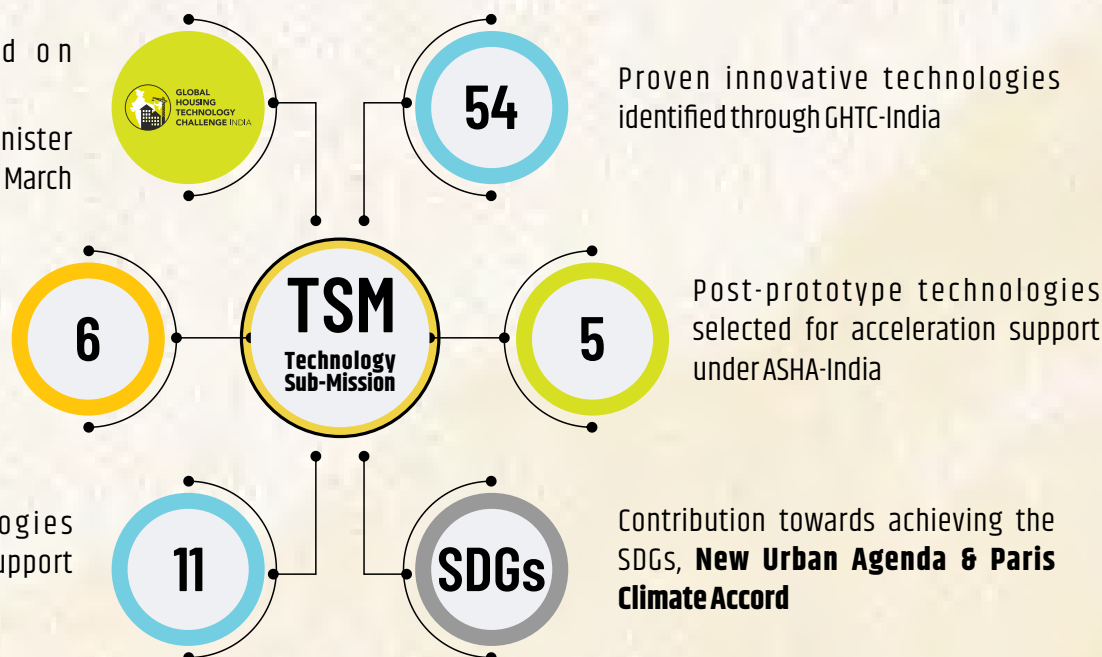 d on
nister
March
GLOBAL
HOUSING
TECHNOLOGY
CHALLENGE INDIA
54
Proven innovative technologies
identified through GHTC-India
6
TSM
Technology
Sub-Mission
5
Post-prototype technologies
selected for acceleration support
under ASHA-India
ogies
upport
11
SDGs
Contribution towards achieving the
SDGs, New Urban Agenda & Paris
Climate Accord